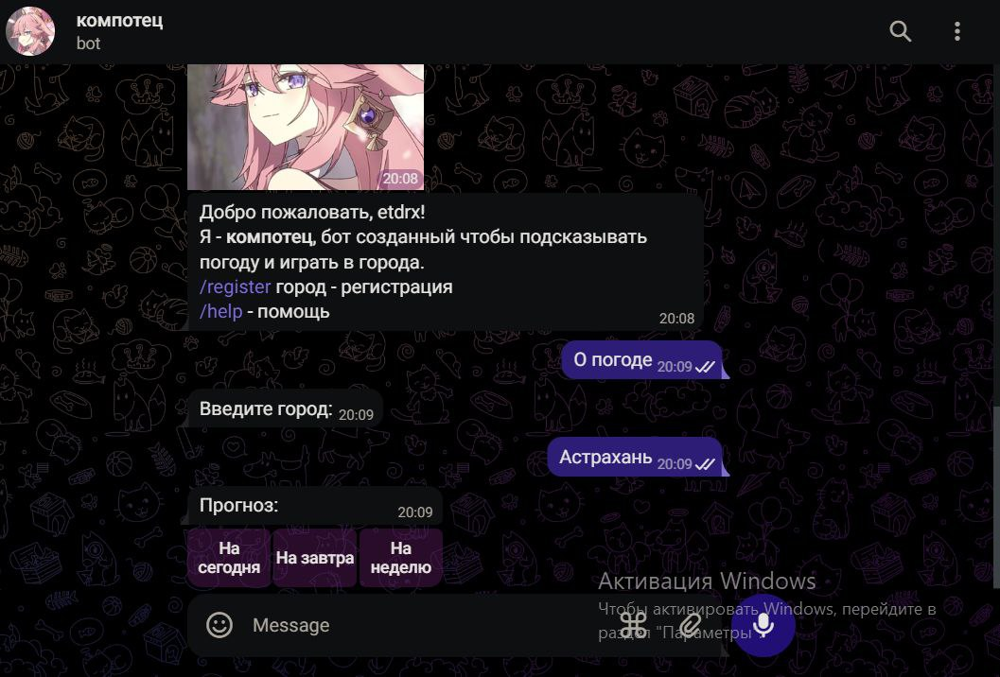 компотец
bot
20:08
Добро пожаловать, etdrx!
Я - компотец, бот созданный чтобы подсказывать
погоду и играть в города.
/register город - регистрация
/help - помощь
20:08
О погоде 20:09
Введите город: 20:09
Астрахань 20:09
Прогноз: 20:09
На сегодня
На завтра
На неделю
Message
Активация Windows
Чтобы активировать Windows, перейдите в
раздел "Параметры"